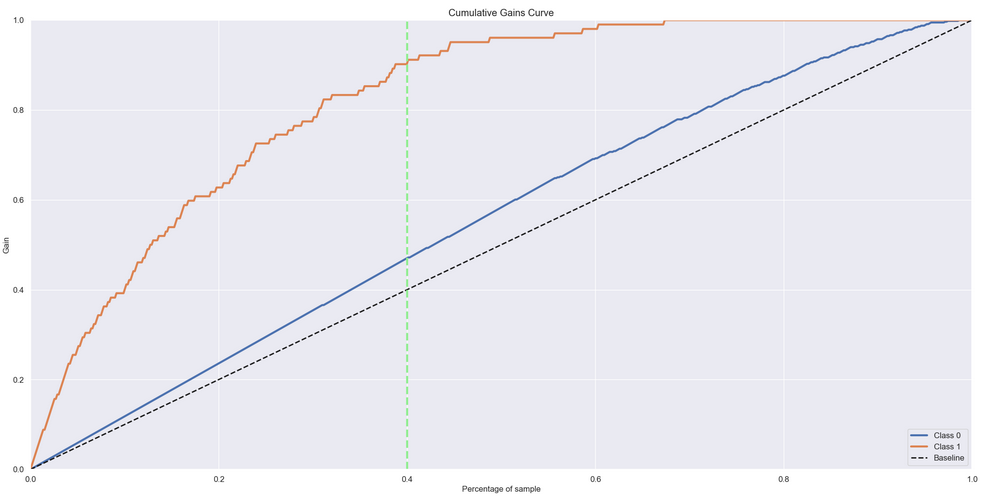 Cumulative Gains Curve
1.0
0.8
0.6
0.4
0.2
0.0
Gain
0.0 0.2 0.4 0.6 0.8 1.0
Percentage of sample
Class 0
Class 1
Baseline